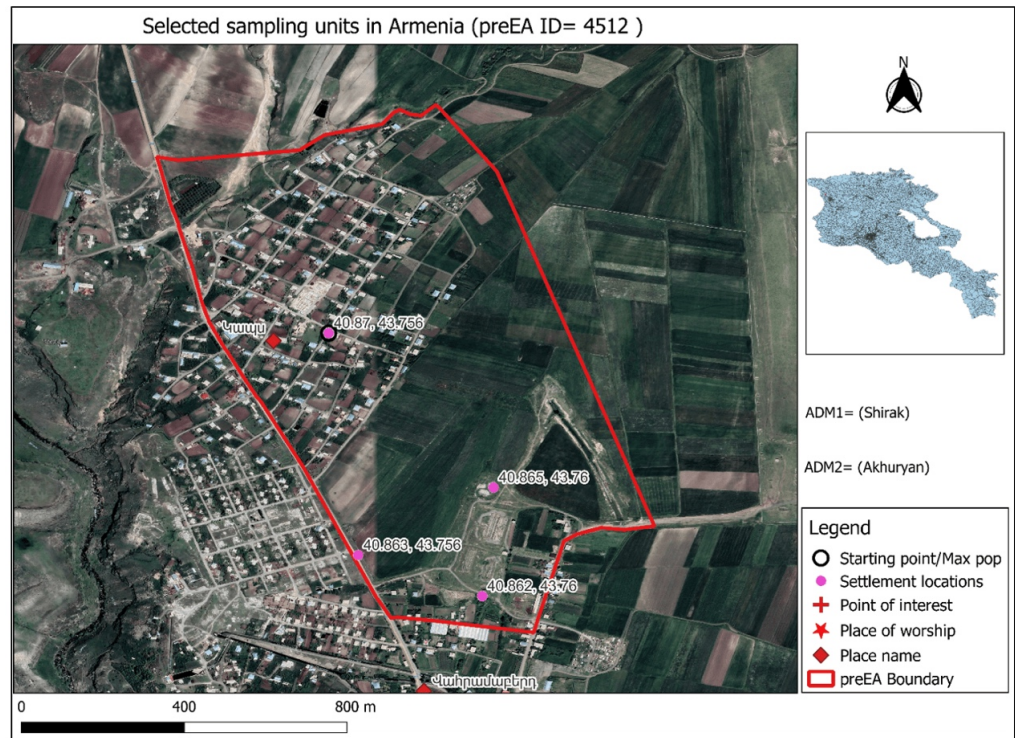 Selected sampling units in Armenia (preEA ID= 4512 )
N
40.87, 43.756
Կապս
40.865, 43.76
40.863, 43.756
40.862, 43.76
Վահրամաբերդ
ADM1= (Shirak)
ADM2= (Akhuryan)
Legend
Starting point/Max pop
Settlement locations
Point of interest
Place of worship
Place name
preEA Boundary
0 400 800 m